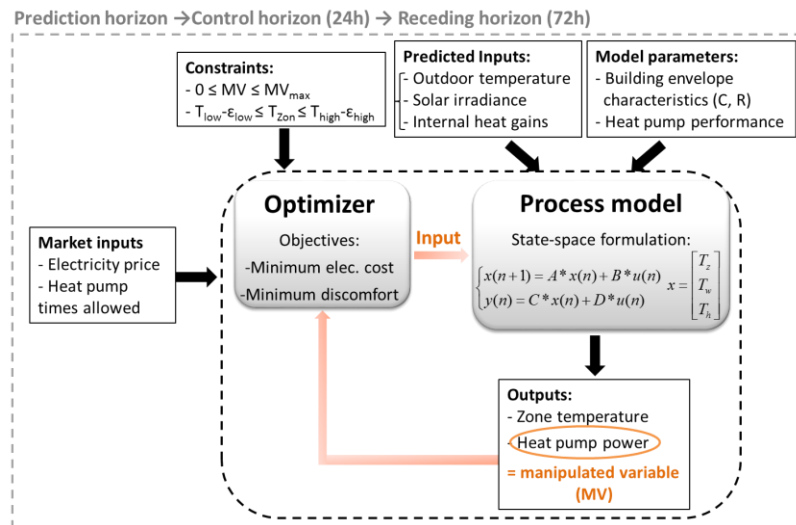 Prediction horizon →Control horizon (24h) → Receding horizon (72h)
Constraints:
- 0 ≤ MV ≤ MVmax
- Tlow-εlow ≤ TZon ≤ Thigh-εhigh
Predicted Inputs:
- Outdoor temperature
- Solar irradiance
- Internal heat gains
Model parameters:
- Building envelope
characteristics (C, R)
- Heat pump performance
Market inputs
- Electricity price
- Heat pump
times allowed
Optimizer
Objectives:
-Minimum elec. cost
-Minimum discomfort
Input
Process model
State-space formulation:
{x(n+1) = A* x(n) + B* u(n)
y(n) = C* x(n) + D* u(n)
x = [Tz
Tw
Th]
Outputs:
- Zone temperature
- Heat pump power
= manipulated variable
(MV)